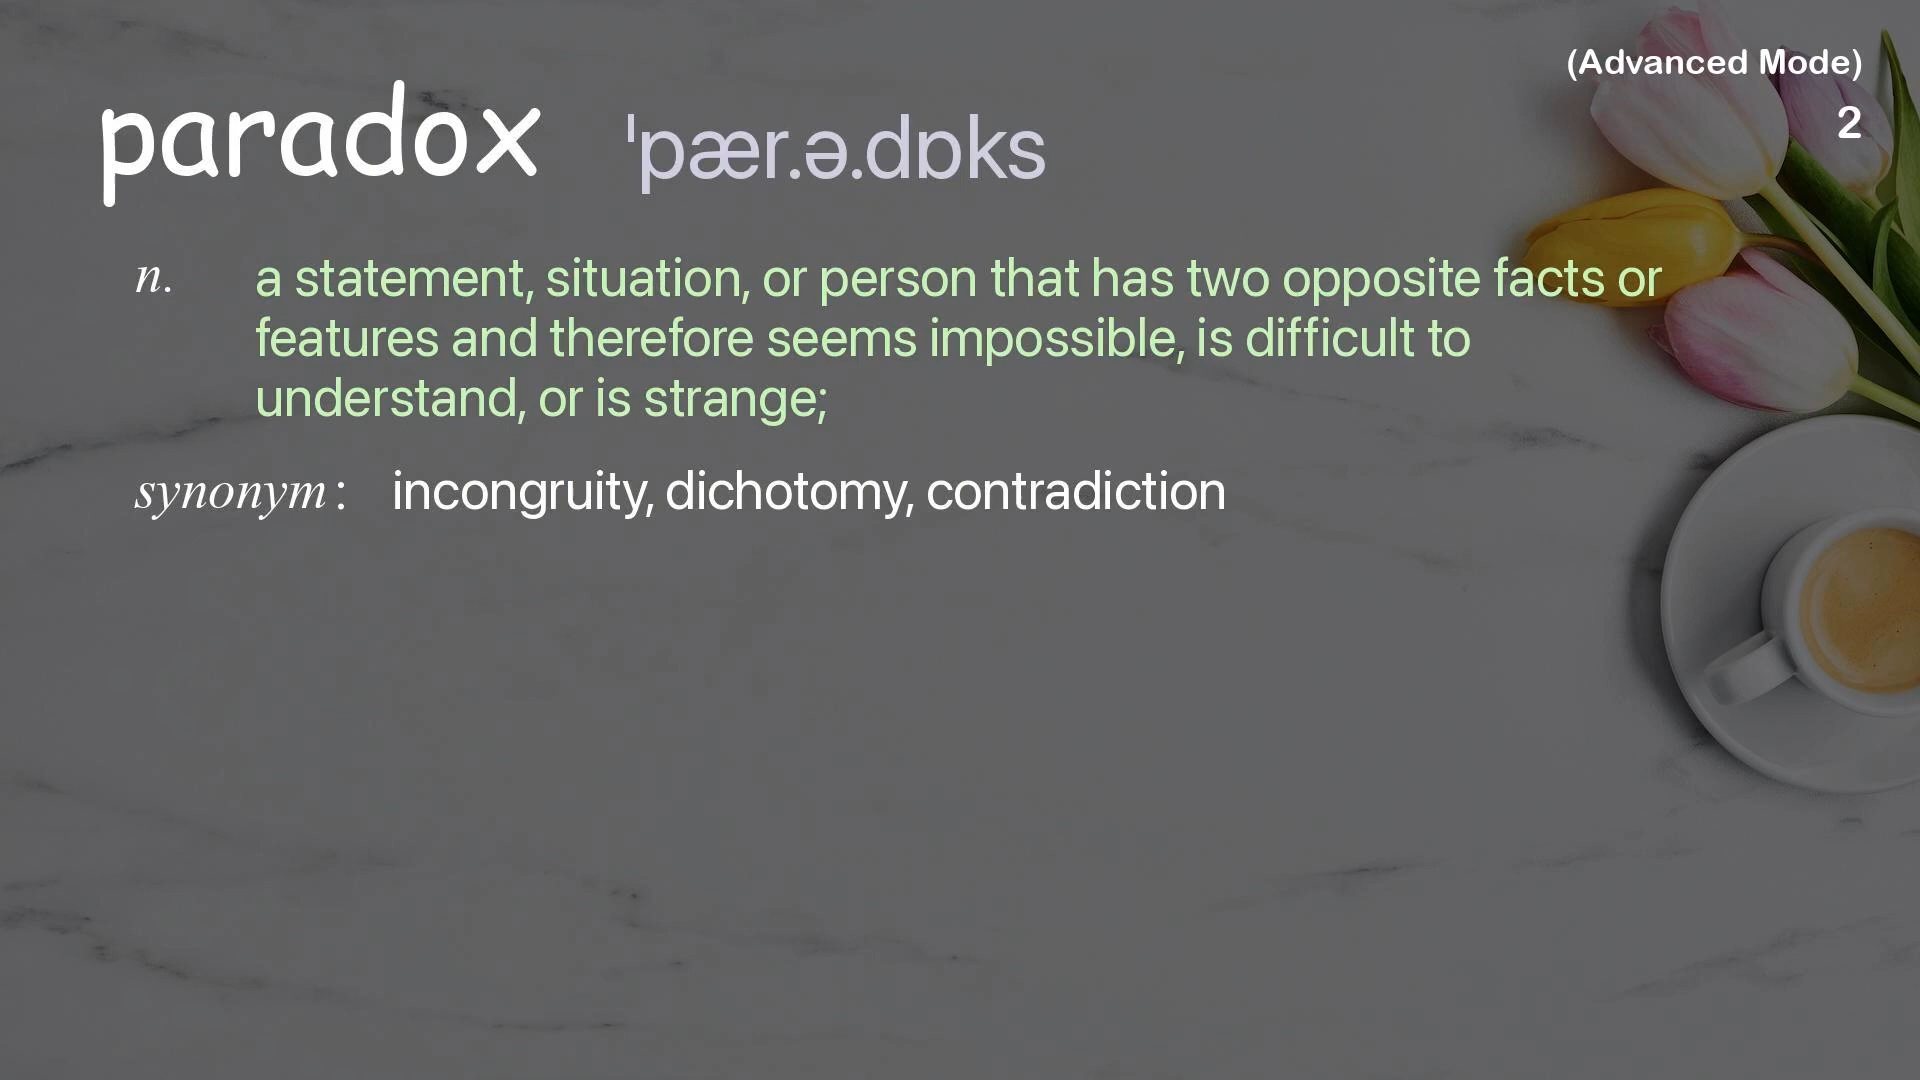 (Advanced Mode)
2
paradox ˈpær.ə.dɒks
n. a statement, situation, or person that has two opposite facts or
features and therefore seems impossible, is difficult to
understand, or is strange;
synonym : incongruity, dichotomy, contradiction